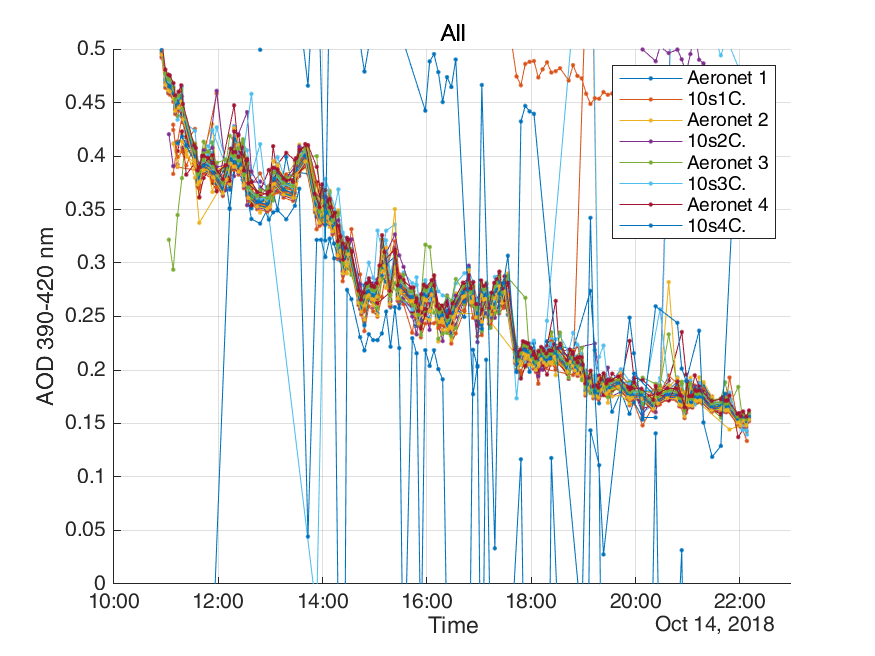 All
0.5
0.45
0.4
0.35
0.3
0.25
0.2
0.15
0.1
0.05
0
AOD 390-420 nm
Aeronet 1
10s1C.
Aeronet 2
10s2C.
Aeronet 3
10s3C.
Aeronet 4
10s4C.
10:00 12:00 14:00 16:00 18:00 20:00 22:00
Time
Oct 14, 2018